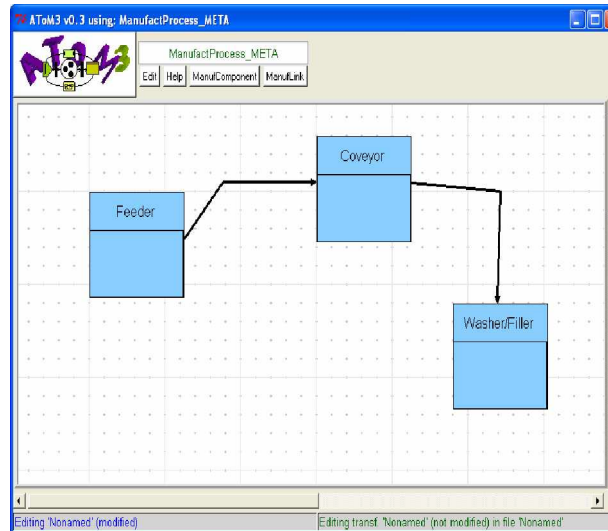 AToM3 v0.3 using: ManufactProcess_META
AToM3
ManufactProcess_META
Edit Help ManufComponent ManufLink
Coveyor
Feeder
Washer/Filler
Editing 'Nonamed' (modified)
Editing transf. 'Nonamed' (not modified) in file 'Nonamed'